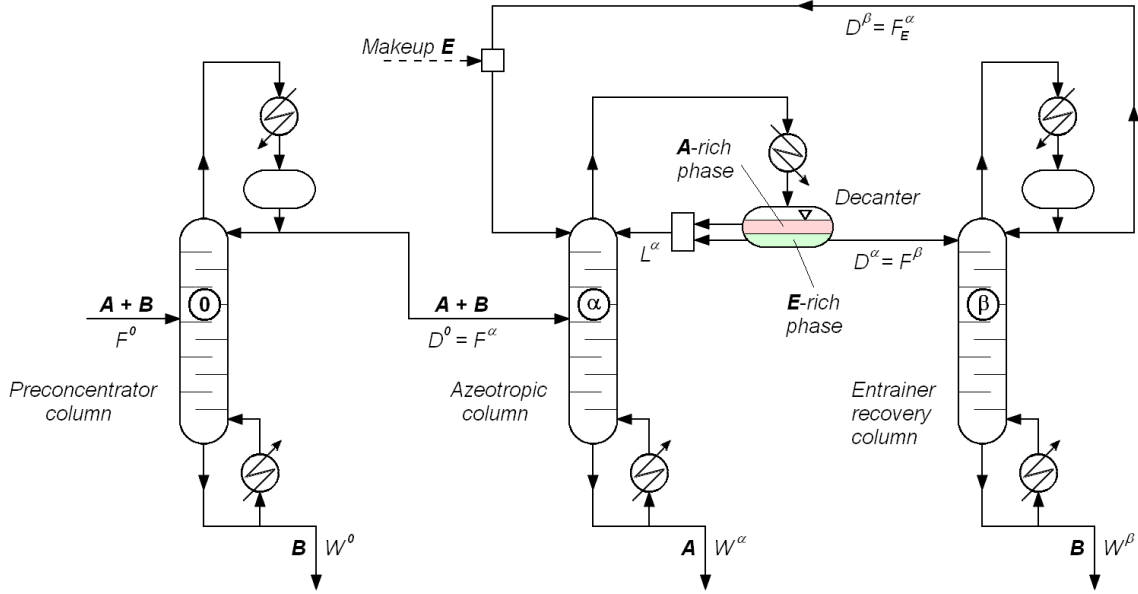 D^β = F_E^α
Makeup E
A-rich
phase
Decanter
L^α
D^α = F^β
E-rich
phase
A + B
F^0
0
A + B
D^0 = F^α
α
β
Preconcentrator
column
Azeotropic
column
Entrainer
recovery
column
B W^0
A W^α
B W^β